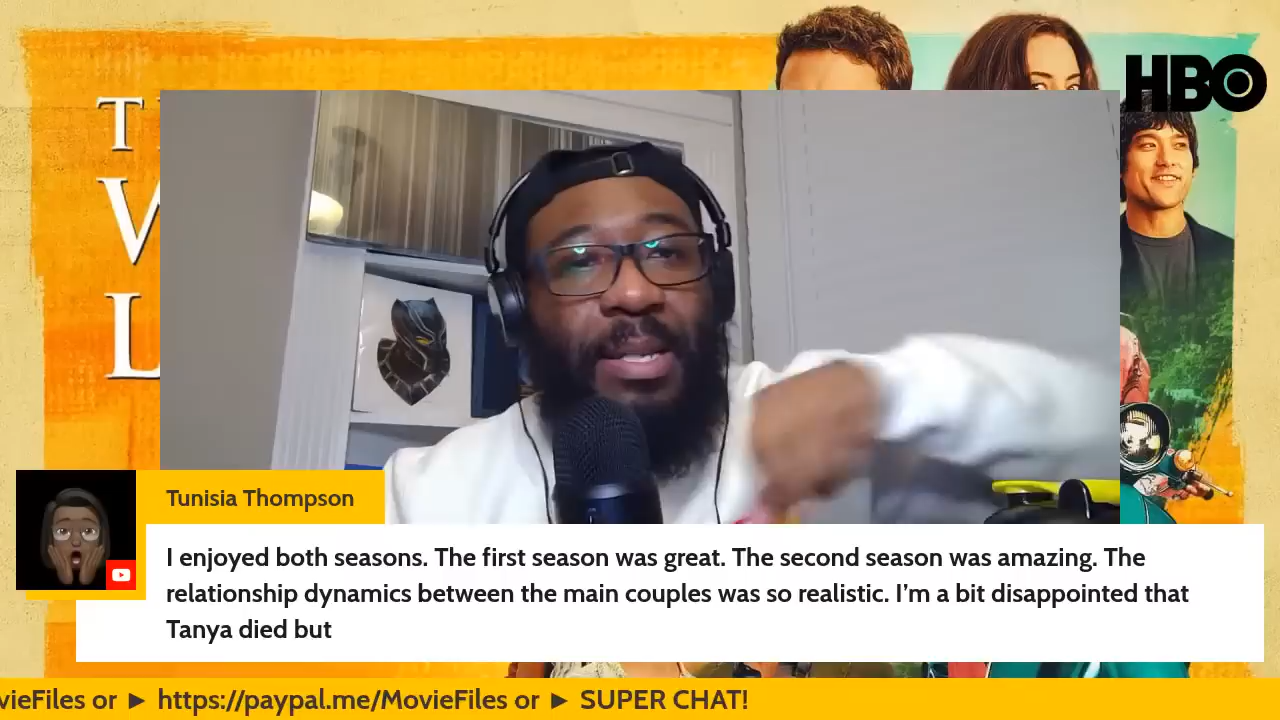 T
W
L
HBO
Tunisia Thompson
I enjoyed both seasons. The first season was great. The second season was amazing. The
relationship dynamics between the main couples was so realistic. I’m a bit disappointed that
Tanya died but
vieFiles or ► https://paypal.me/MovieFiles or ► SUPER CHAT!